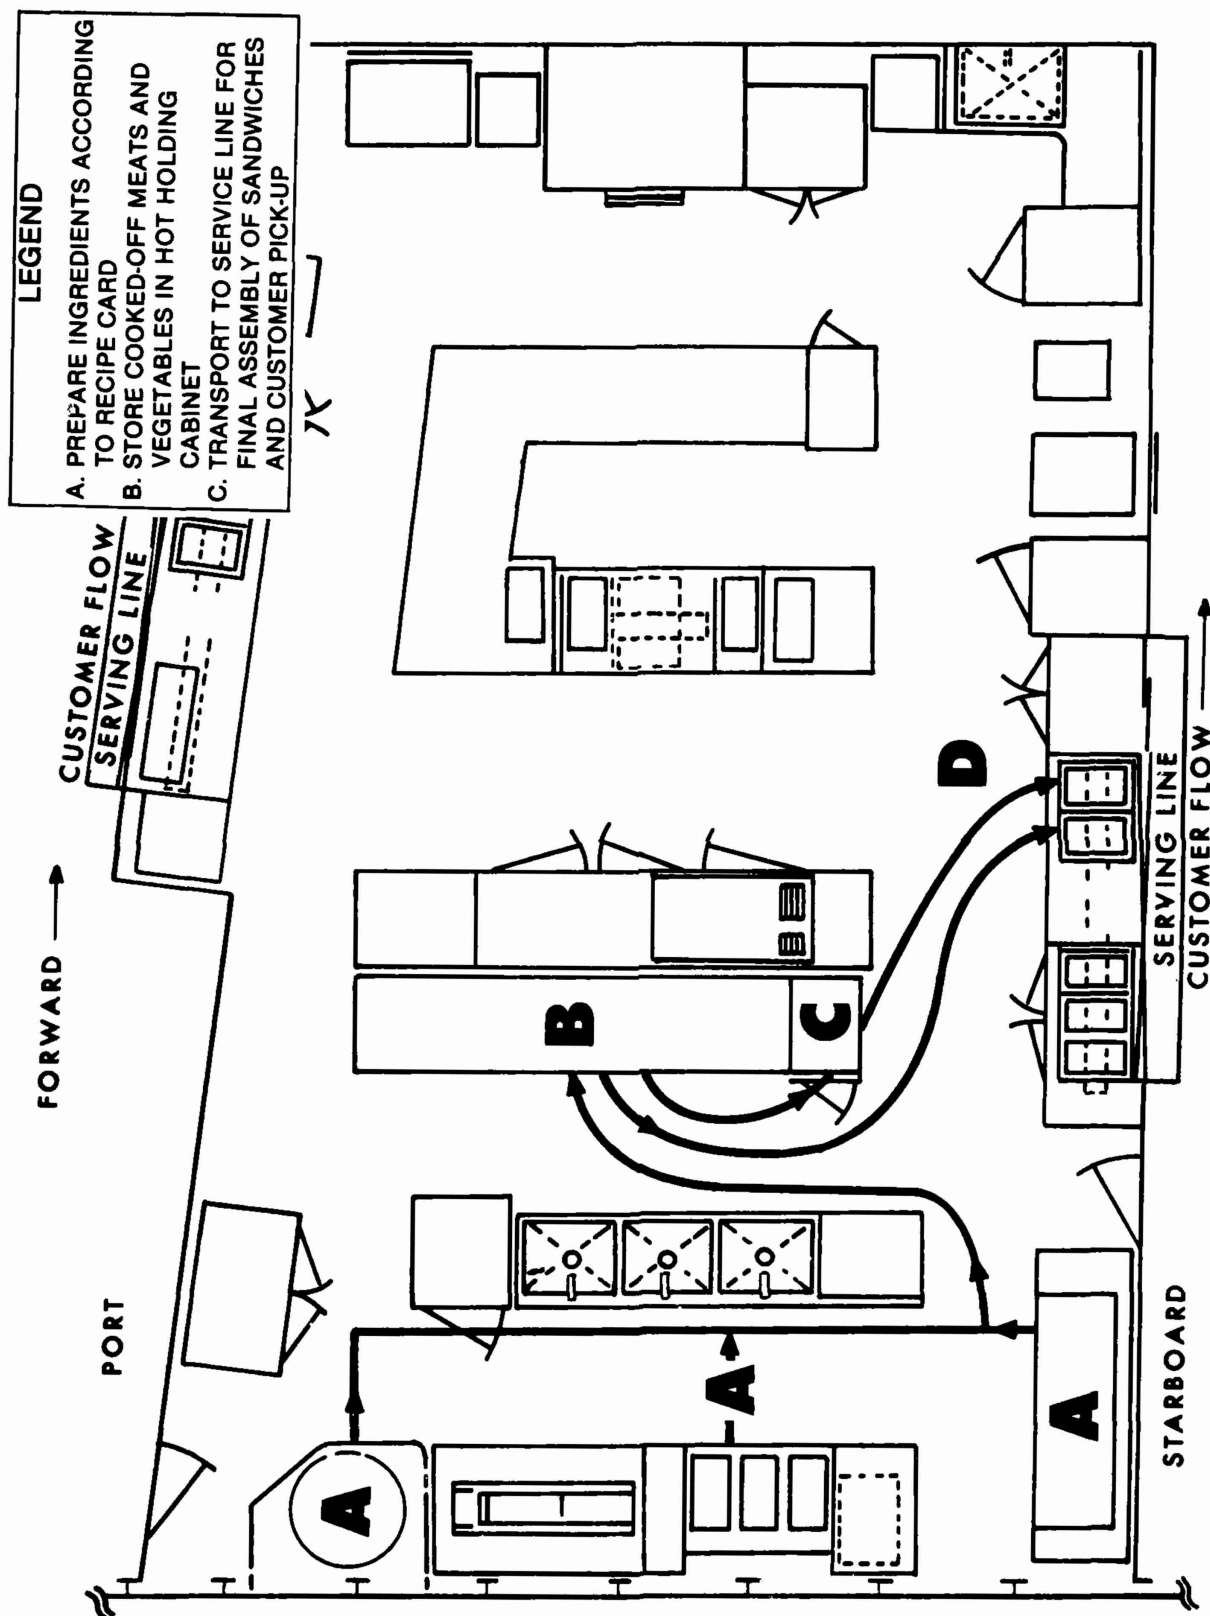 LEGEND
A. PREPARE INGREDIENTS ACCORDING
TO RECIPE CARD
B. STORE COOKED-OFF MEATS AND
VEGETABLES IN HOT HOLDING
CABINET
C. TRANSPORT TO SERVICE LINE FOR
FINAL ASSEMBLY OF SANDWICHES
AND CUSTOMER PICK-UP
CUSTOMER FLOW
SERVING LINE
FORWARD
PORT
A
A
A
B
C
D
STARBOARD
SERVING LINE
CUSTOMER FLOW